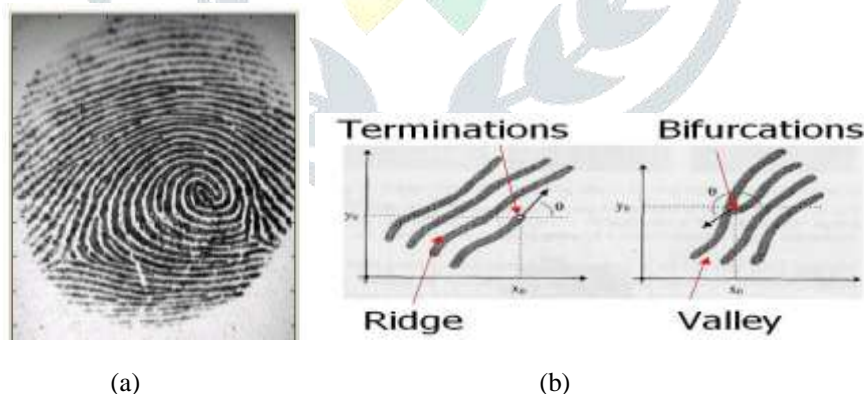 Terminations Bifurcations
θ θ
y₀ y₀
x₀ x₀
Ridge Valley
(a) (b)